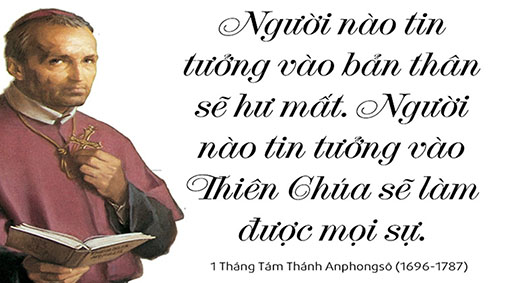 Người nào tin
tưởng vào bản thân
sẽ hư mất. Người
nào tin tưởng vào
Thiên Chúa sẽ làm
được mọi sự.
1 Tháng Tám Thánh Anphongsô (1696-1787)